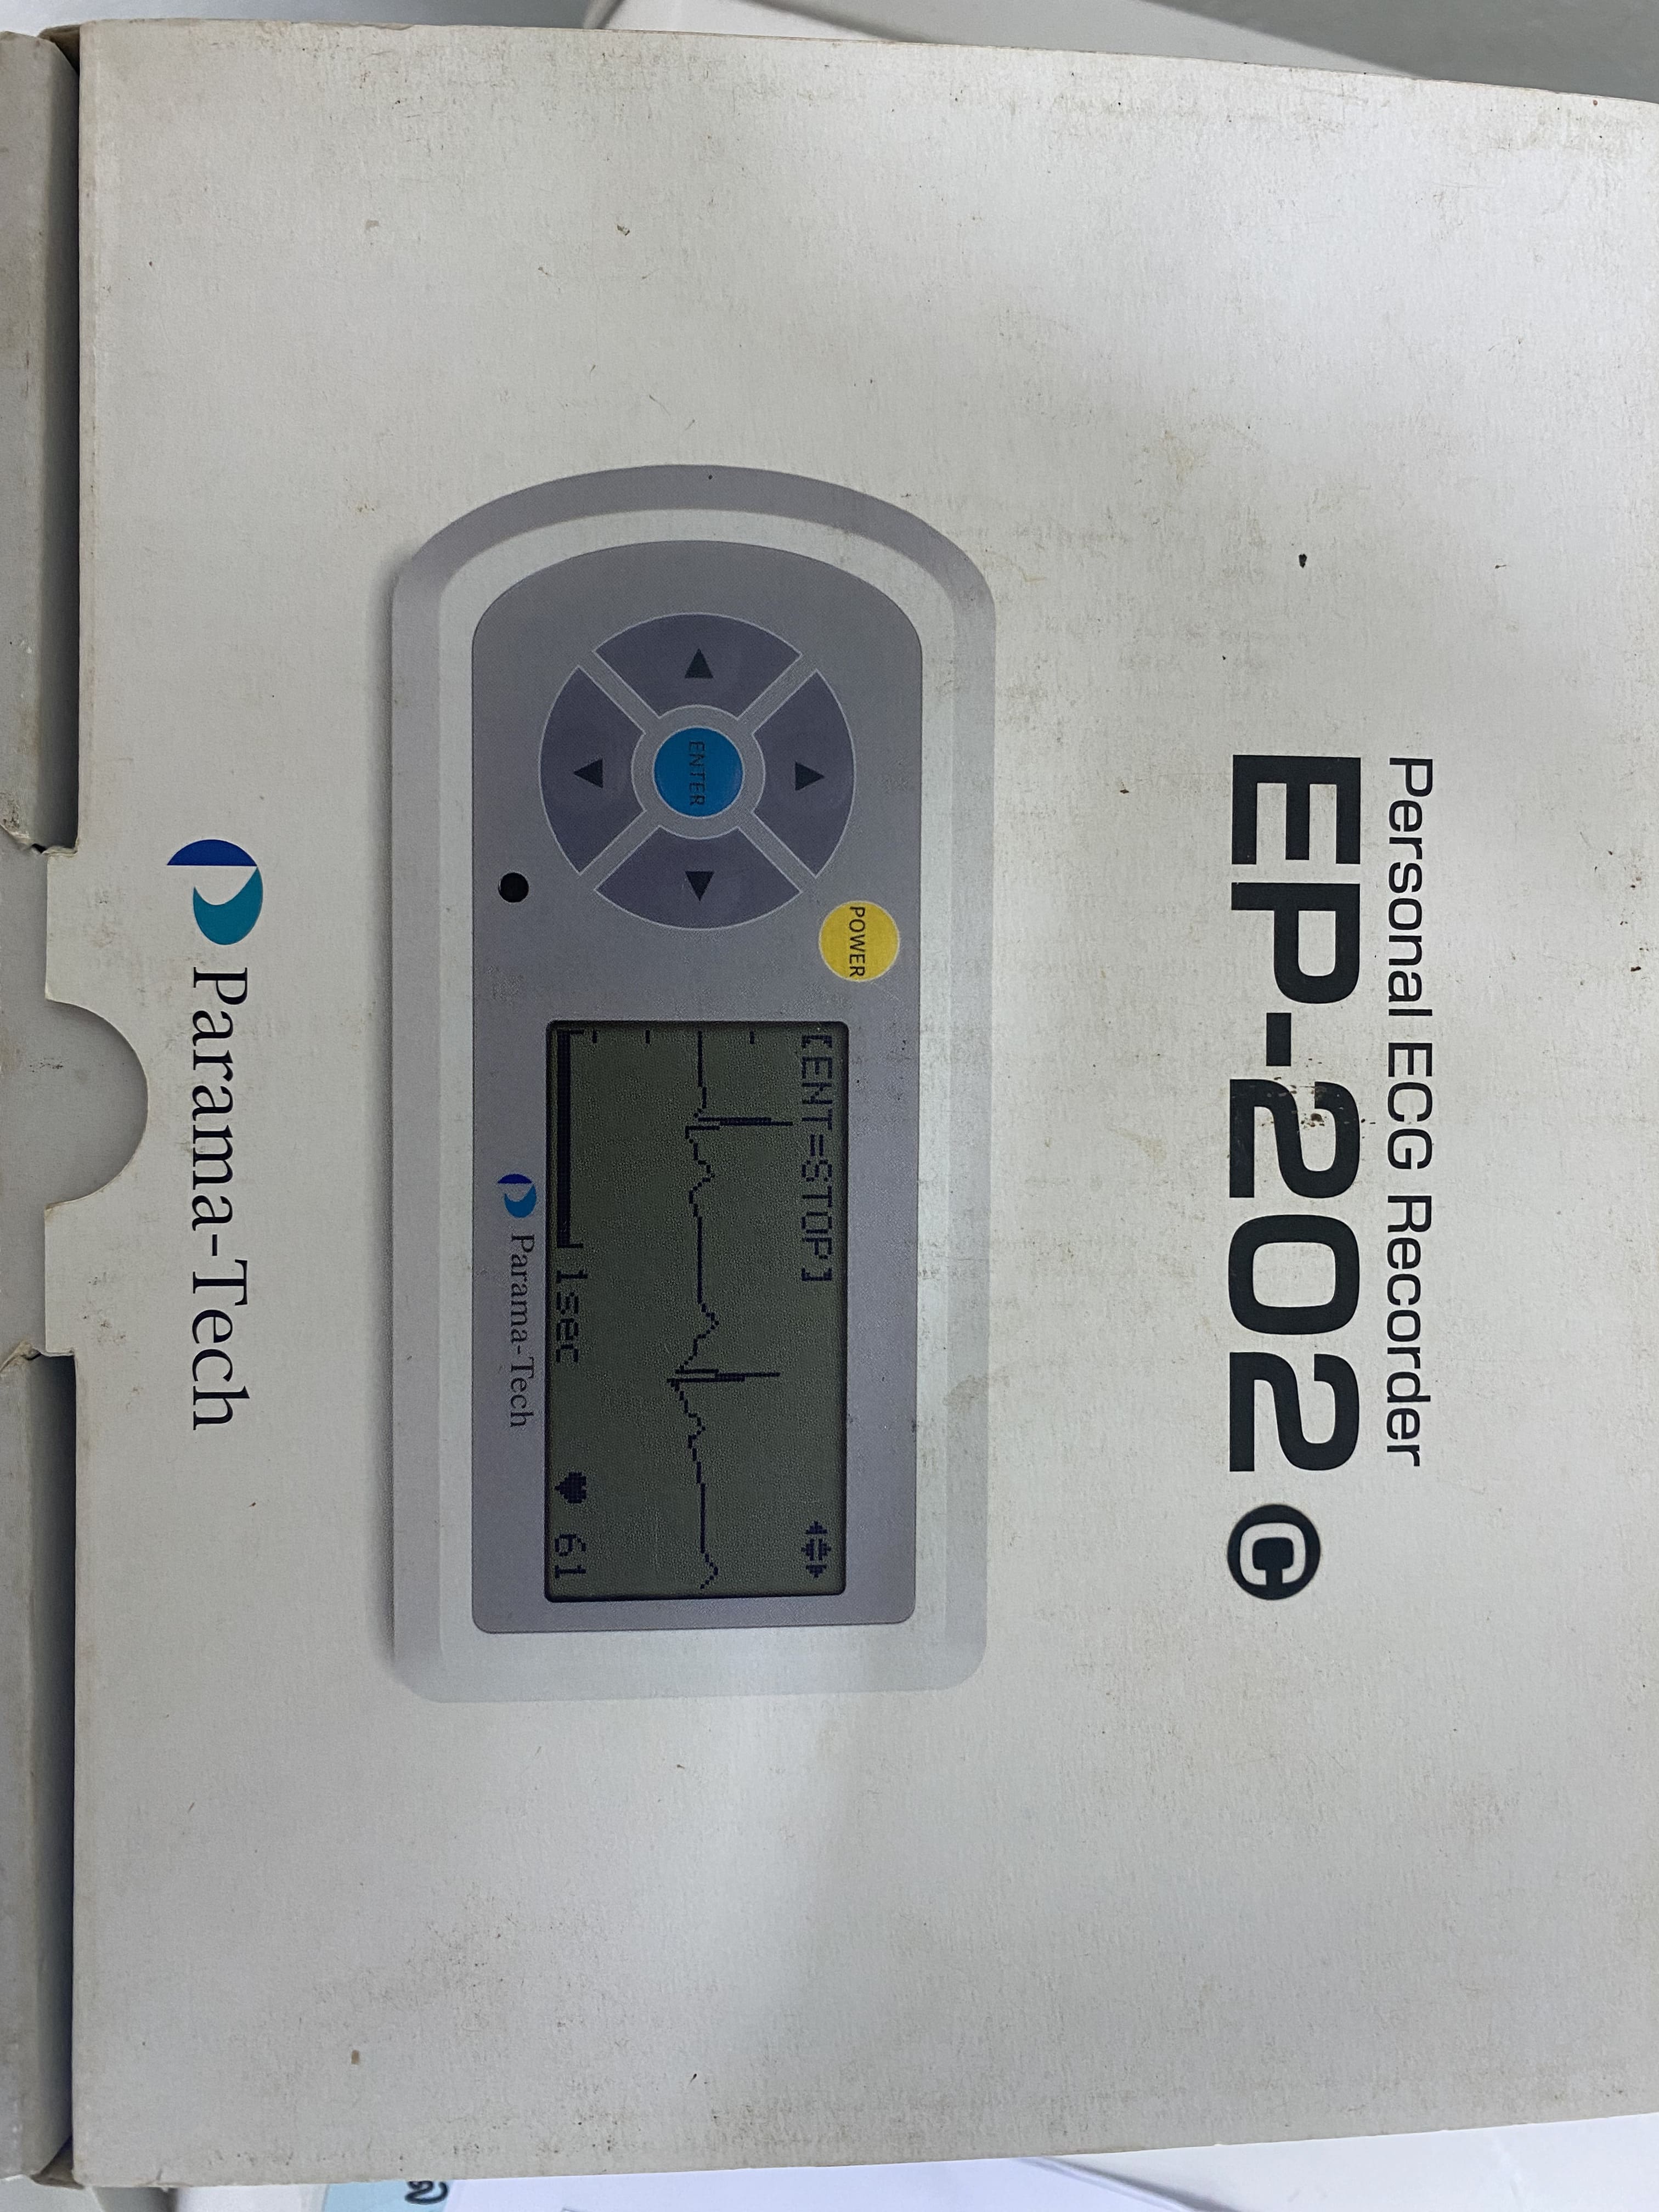 Personal ECG Recorder
EP-202 C
POWER
ENTER
[ENT=STOP]
1sec
61
Parama-Tech
Parama-Tech